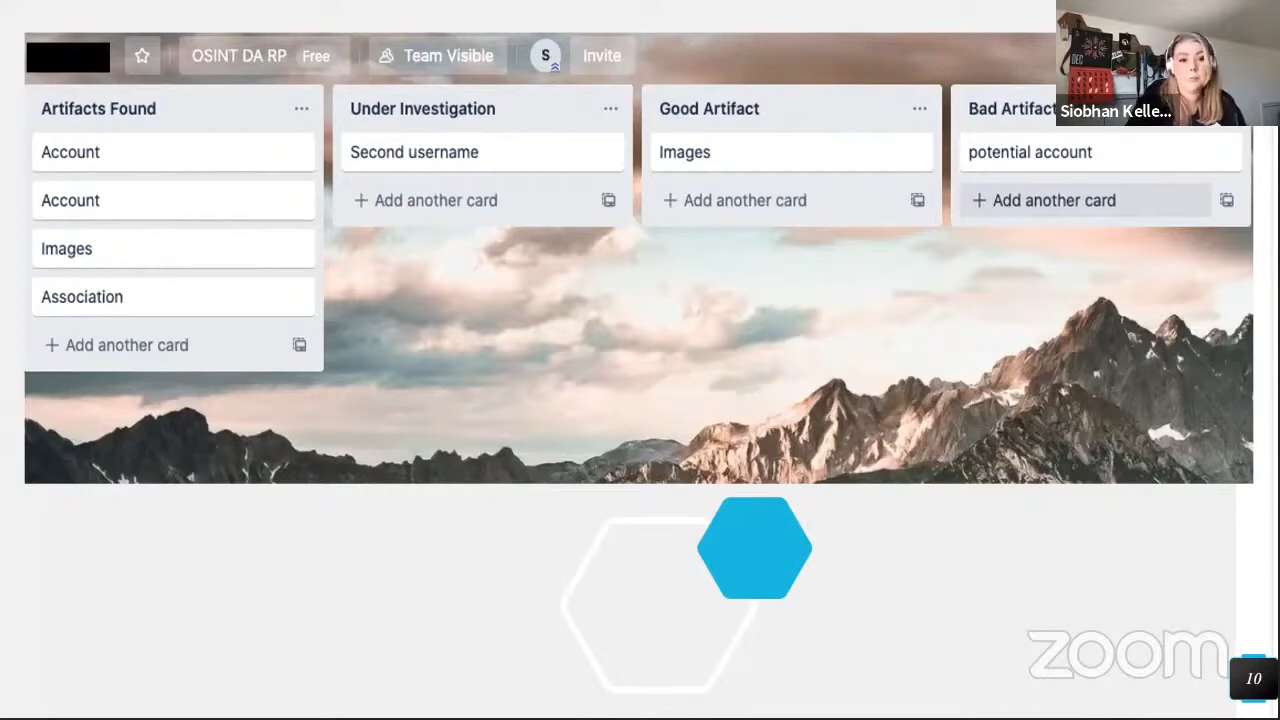 OSINT DA RP Free Team Visible S Invite
Siobhan Kelle...
Artifacts Found
Account
Account
Images
Association
+ Add another card
Under Investigation
Second username
+ Add another card
Good Artifact
Images
+ Add another card
Bad Artifact
potential account
+ Add another card
DEC
zoom
10